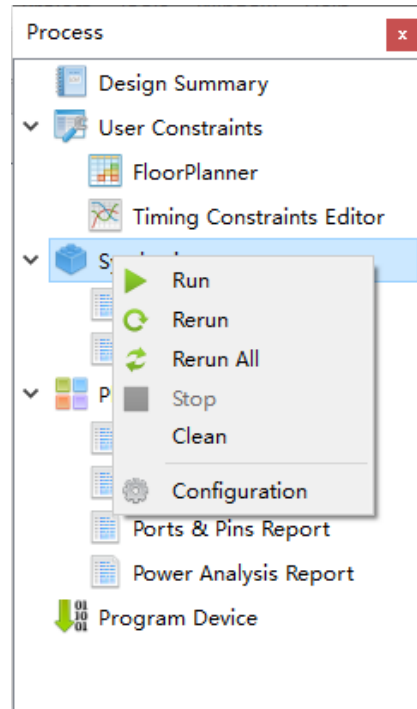 Process
Design Summary
User Constraints
FloorPlanner
Timing Constraints Editor
Run
Rerun
Rerun All
Stop
Clean
Configuration
Ports & Pins Report
Power Analysis Report
Program Device